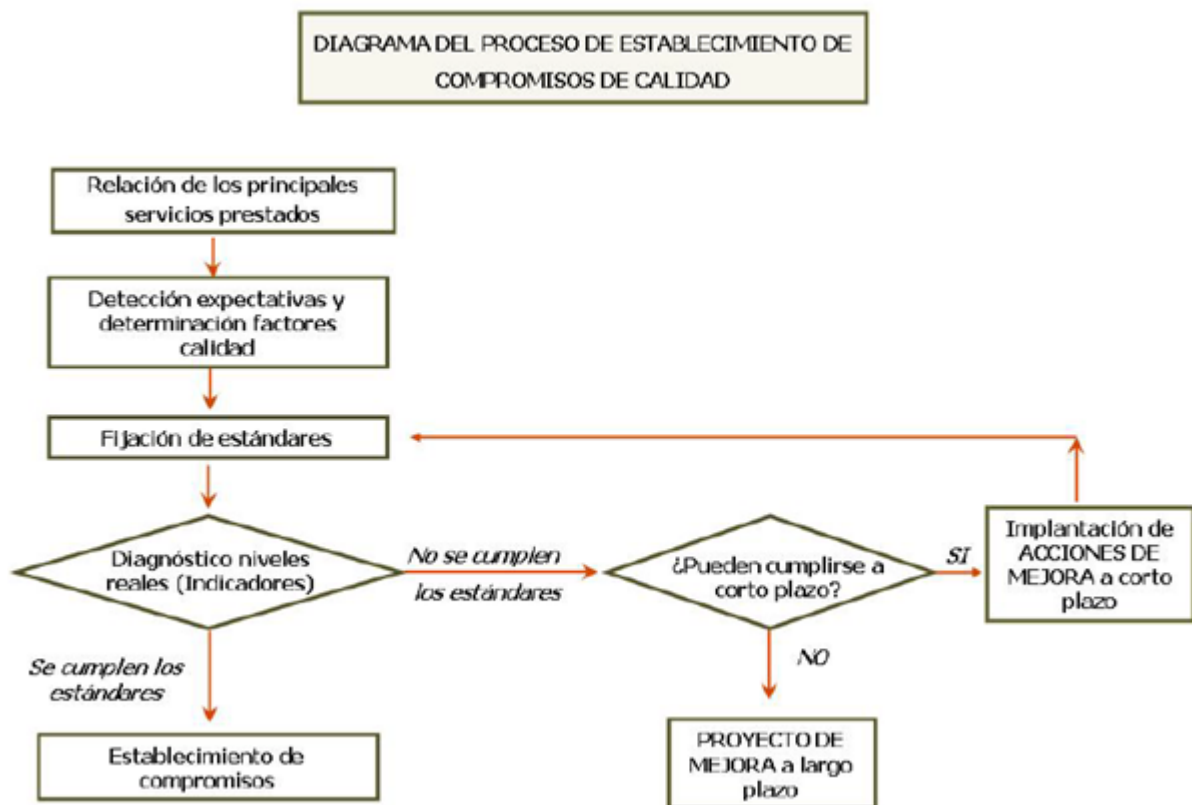 DIAGRAMA DEL PROCESO DE ESTABLECIMIENTO DE
COMPROMISOS DE CALIDAD
Relación de los principales
servicios prestados
Detección expectativas y
determinación factores
calidad
Fijación de estándares
Diagnóstico niveles
reales (Indicadores)
No se cumplen
los estándares
¿Pueden cumplirse a
corto plazo?
SI
Implantación de
ACCIONES DE
MEJORA a corto
plazo
Se cumplen los
estándares
NO
Establecimiento de
compromisos
PROYECTO DE
MEJORA a largo
plazo